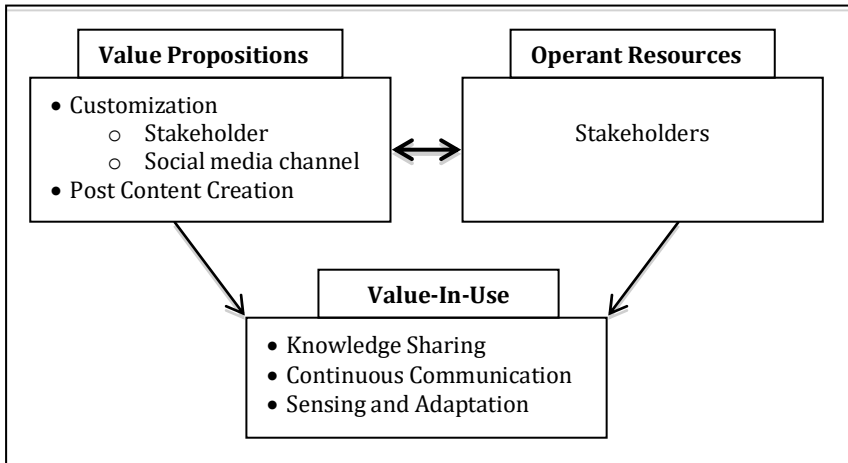 Value Propositions
• Customization
o Stakeholder
o Social media channel
• Post Content Creation
Operant Resources
Stakeholders
Value-In-Use
• Knowledge Sharing
• Continuous Communication
• Sensing and Adaptation